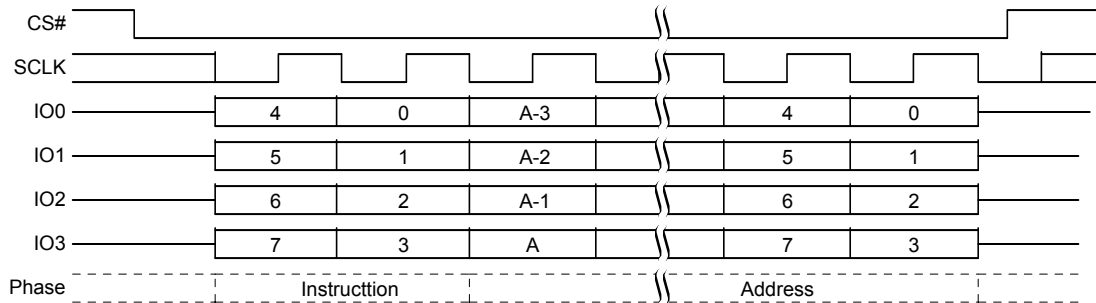 CS#
SCLK
IO0 4 0 A-3 4 0
IO1 5 1 A-2 5 1
IO2 6 2 A-1 6 2
IO3 7 3 A 7 3
Phase Instructtion Address